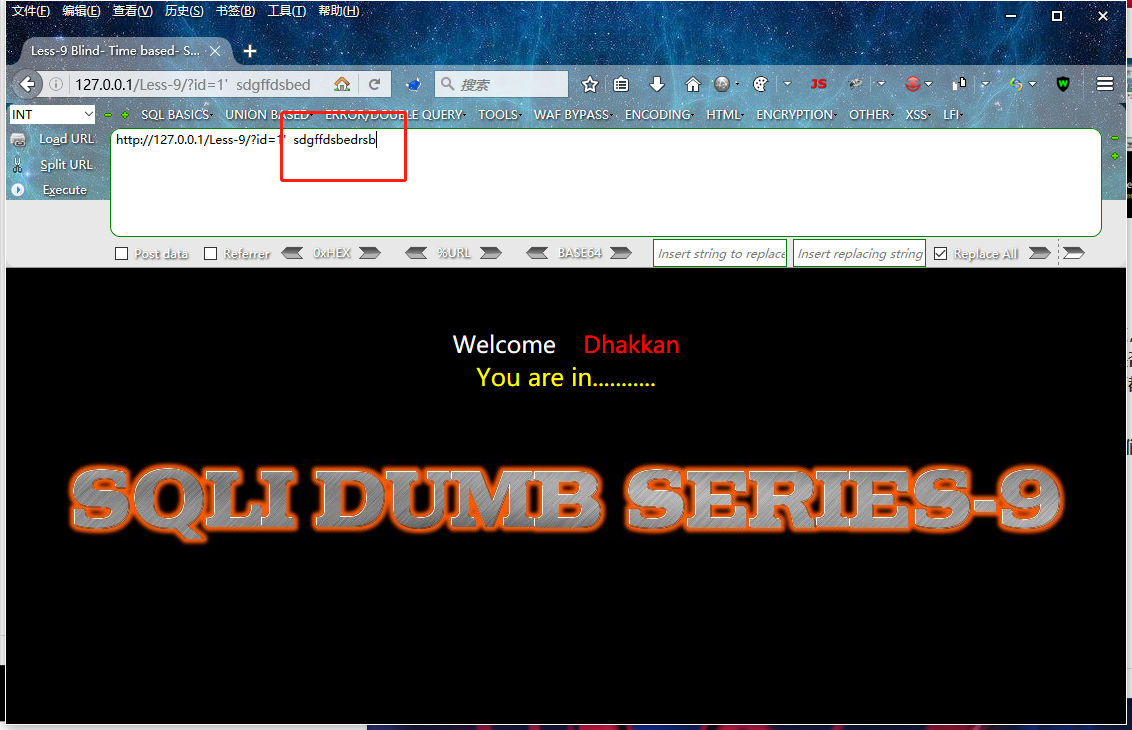 文件(F) 编辑(E) 查看(V) 历史(S) 书签(B) 工具(T) 帮助(H)
Less-9 Blind- Time based- S...
127.0.0.1/Less-9/?id=1' sdgffdsbed
搜索
JS
INT
SQL BASICS UNION BASED ERROR/DOUBLE QUERY TOOLS WAF BYPASS ENCODING HTML ENCRYPTION OTHER XSS LFI
Load URL
http://127.0.0.1/Less-9/?id=1' sdgffdsbedrsb
Split URL
Execute
Post data Referrer 0xHEX %URL BASE64 Insert string to replace Insert replacing string Replace All
Welcome Dhakkan
You are in...........
SQLI DUMB SERIES-9